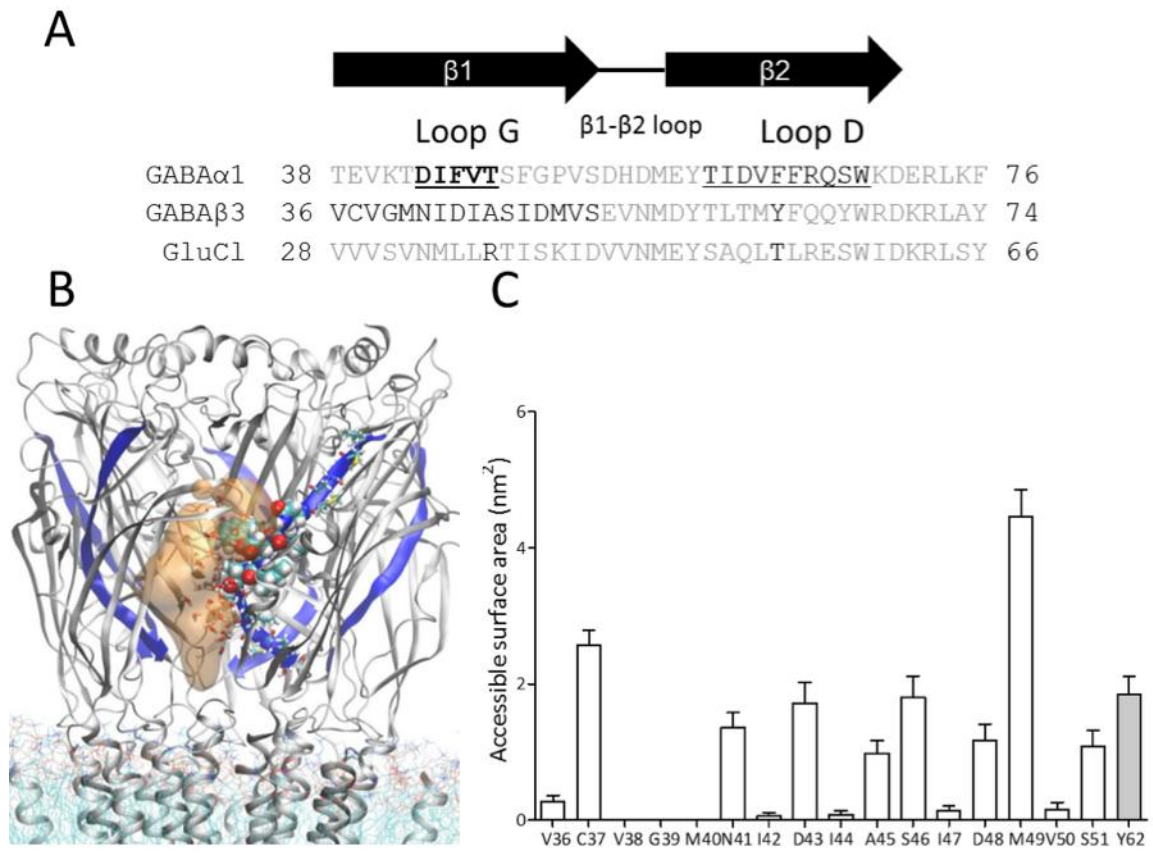 A
β1 β2
Loop G β1-β2 loop Loop D
GABAα1 38 TEVKTDIFVTSFGPVSDHDMEYTIDVFFRQSWKDERLKF 76
GABAβ3 36 VCVGMNIDIASIDMVSEVNMDYTLTMYFQQYWRDKRLAY 74
GluCl 28 VVVSVNMLLRTISKIDVVNMEYSAQLTLRESWIDKRLSY 66
B C
Accessible surface area (nm²)
6
4
2
0
V36 C37 V38 G39 M40 N41 I42 D43 I44 A45 S46 I47 D48 M49 V50 S51 Y62